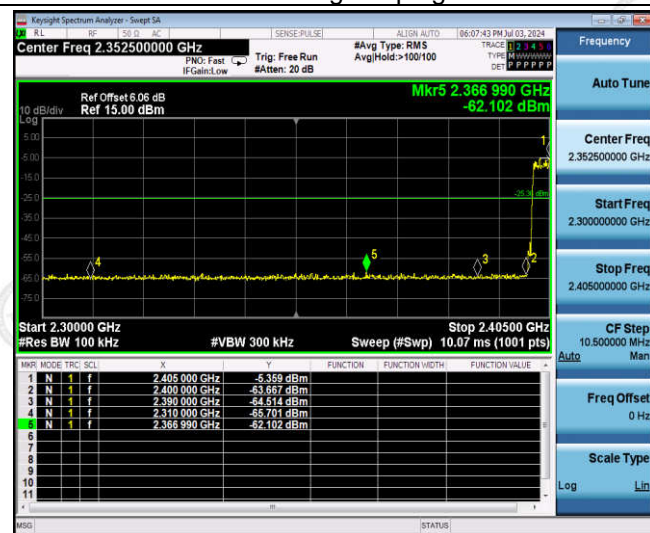 Keysight Spectrum Analyzer - Swept SA
RL RF 50 Ω AC SENSE:PULSE ALIGN AUTO 06:07:43 PM Jul 03, 2024
Center Freq 2.352500000 GHz
PNO: Fast
IFGain:Low
Trig: Free Run
#Atten: 20 dB
#Avg Type: RMS
Avg|Hold:>100/100
TRACE 1 2 3 4 5 6
TYPE M WWWWW
DET P P P P P P
Frequency
Ref Offset 6.06 dB
Ref 15.00 dBm
10 dB/div
Log
Mkr5 2.366 990 GHz
-62.102 dBm
5.00
-5.00
-15.0
-25.0
-35.0
-45.0
-55.0
-65.0
-75.0
1
-25.36 dBm
4
5
3
2
Start 2.30000 GHz
Stop 2.40500 GHz
#Res BW 100 kHz #VBW 300 kHz Sweep (#Swp) 10.07 ms (1001 pts)
MKR MODE TRC SCL X Y FUNCTION FUNCTION WIDTH FUNCTION VALUE
1 N 1 f 2.405 000 GHz -5.359 dBm
2 N 1 f 2.400 000 GHz -63.667 dBm
3 N 1 f 2.390 000 GHz -64.514 dBm
4 N 1 f 2.310 000 GHz -65.701 dBm
5 N 1 f 2.366 990 GHz -62.102 dBm
6
7
8
9
10
11
MSG STATUS
Auto Tune
Center Freq
2.352500000 GHz
Start Freq
2.300000000 GHz
Stop Freq
2.405000000 GHz
CF Step
10.500000 MHz
Auto Man
Freq Offset
0 Hz
Scale Type
Log Lin